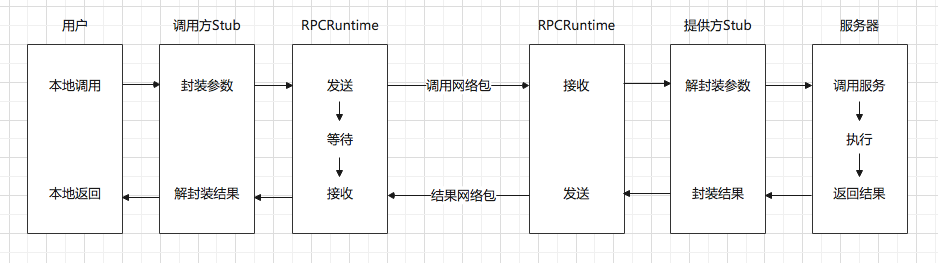 用户 调用方Stub RPCRuntime RPCRuntime 提供方Stub 服务器
本地调用 封装参数 发送 调用网络包 接收 解封装参数 调用服务
等待 执行
本地返回 解封装结果 接收 结果网络包 发送 封装结果 返回结果